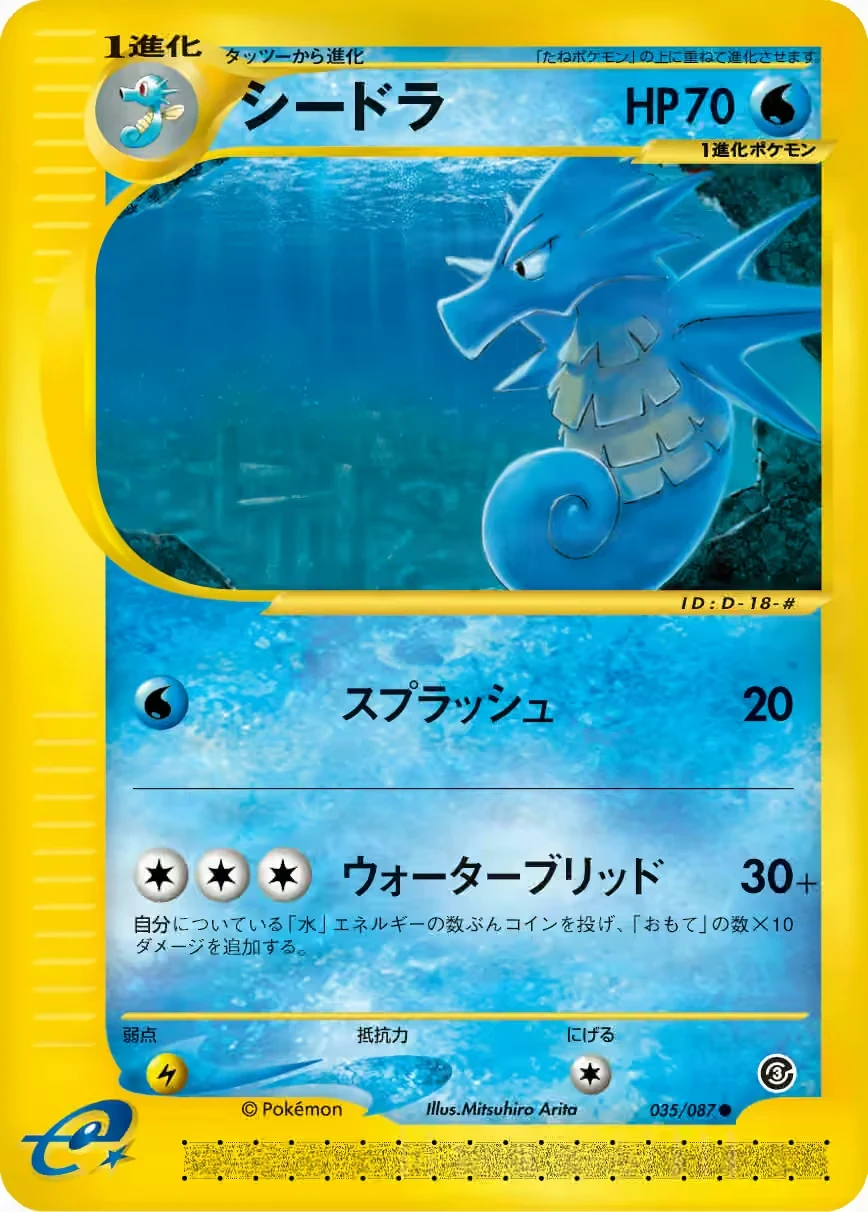 1進化
タッツーから進化
「たねポケモン」の上に重ねて進化させます。
シードラ
HP70
1進化ポケモン
ID:D-18-#
スプラッシュ 20
ウォーターブリッド 30+
自分についている「水」エネルギーの数ぶんコインを投げ、「おもて」の数×10
ダメージを追加する。
弱点 抵抗力 にげる
3
© Pokémon Illus.Mitsuhiro Arita 035/087●
e